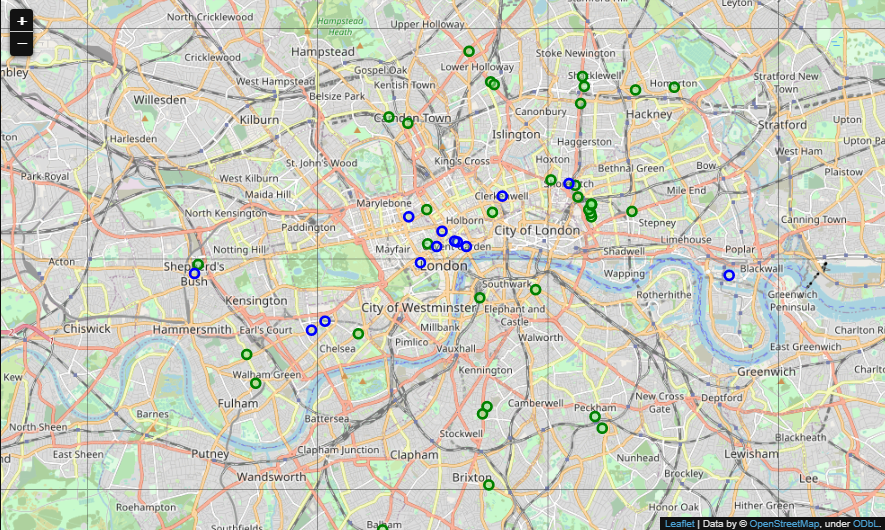 +
−
North Cricklewood
Hampstead
Heath
Upper Holloway
Leyton
Cricklewood
Hampstead
Stoke Newington
Gospel Oak
Lower Holloway
Shacklewell
Homerton
Stratford New
Town
West Hampstead
Kentish Town
Belsize Park
Willesden
Canonbury
Hackney
Camden Town
Kilburn
Stratford
Upton
Islington
Harlesden
Haggerston
Upton Pa
West Ham
St. John's Wood
King's Cross
Hoxton
Bethnal Green
Bow
Plaistow
Park Royal
West Kilburn
Maida Hill
Mile End
Marylebone
Clerkenwell
North Kensington
Holborn
Stepney
Canning Town
Paddington
City of London
Limehouse
Notting Hill
Mayfair
Shadwell
Poplar
Acton
Shepherd's
Bush
London
Wapping
Blackwall
Southwark
Rotherhithe
Greenwich
Peninsula
Kensington
City of Westminster
Elephant and
Castle
Chiswick
Hammersmith
Earl's Court
Millbank
Charlton Ri
Chelsea
Pimlico
Walworth
East Greenwich
Vauxhall
Kew
Walham Green
Kennington
Greenwich
Fulham
Camberwell
Peckham
New Cross
Gate
Deptford
Barnes
Battersea
North Sheen
Stockwell
Blackheath
East Sheen
Putney
Clapham Junction
Clapham
Nunhead
Lewisham
Wandsworth
Brixton
Brockley
Lee
Roehampton
Honor Oak
Hither Green
Southfields
Balham
Leaflet | Data by © OpenStreetMap, under ODbL.